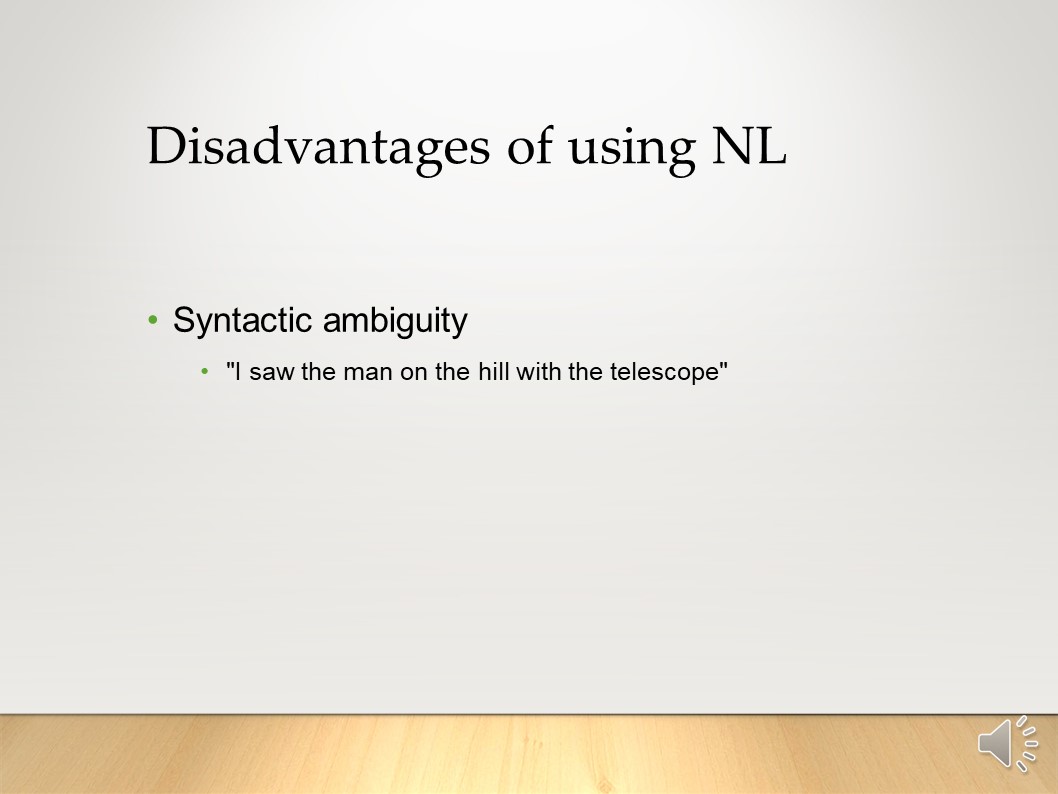 Disadvantages of using NL
• Syntactic ambiguity
• "I saw the man on the hill with the telescope"